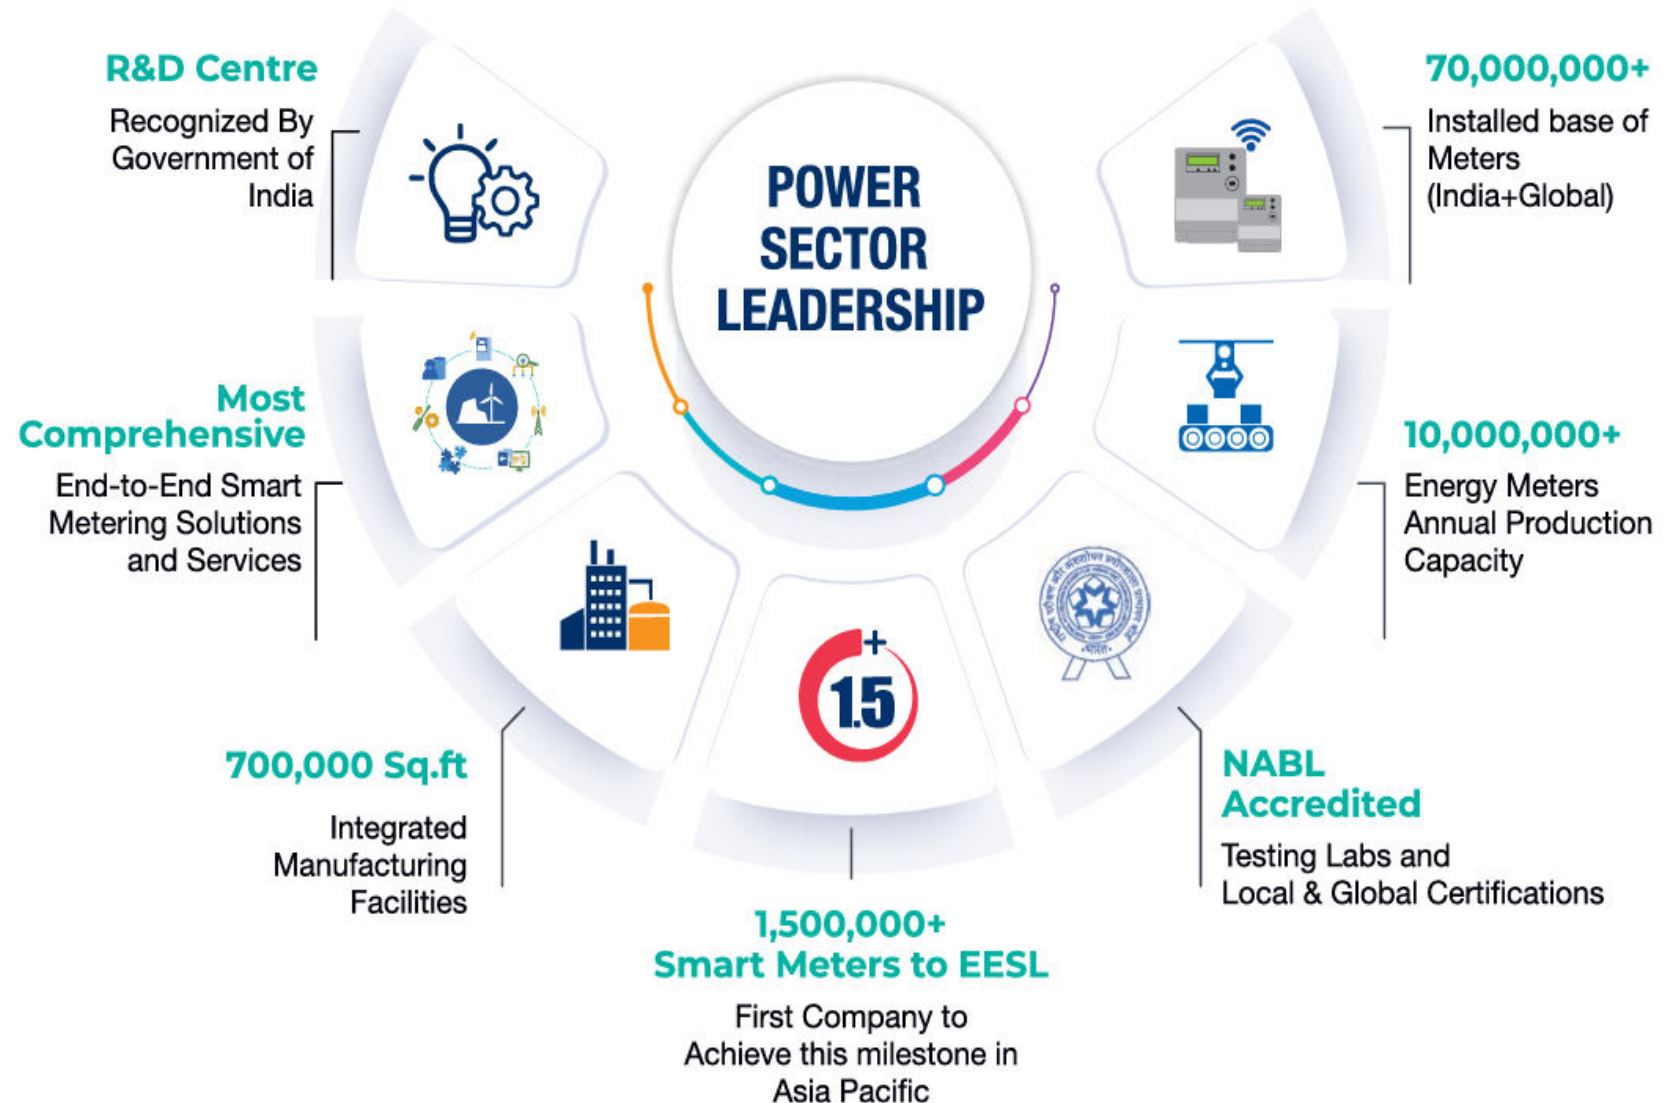 POWER
SECTOR
LEADERSHIP
R&D Centre
Recognized By
Government of
India
Most
Comprehensive
End-to-End Smart
Metering Solutions
and Services
700,000 Sq.ft
Integrated
Manufacturing
Facilities
+
1.5
1,500,000+
Smart Meters to EESL
First Company to
Achieve this milestone in
Asia Pacific
NABL
Accredited
Testing Labs and
Local & Global Certifications
10,000,000+
Energy Meters
Annual Production
Capacity
70,000,000+
Installed base of
Meters
(India+Global)